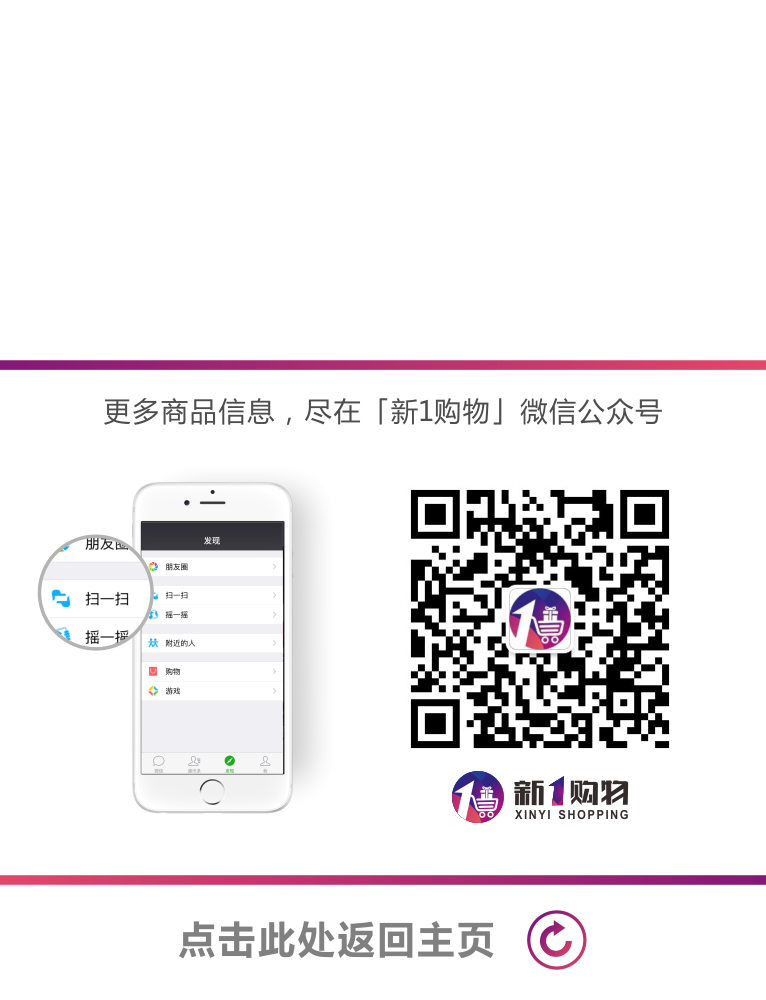 更多商品信息，尽在「新1购物」微信公众号
发现
朋友圈
朋友圈
扫一扫
扫一扫
摇一摇
摇一摇
附近的人
购物
游戏
发现
新1购物
XINYI SHOPPING
点击此处返回主页